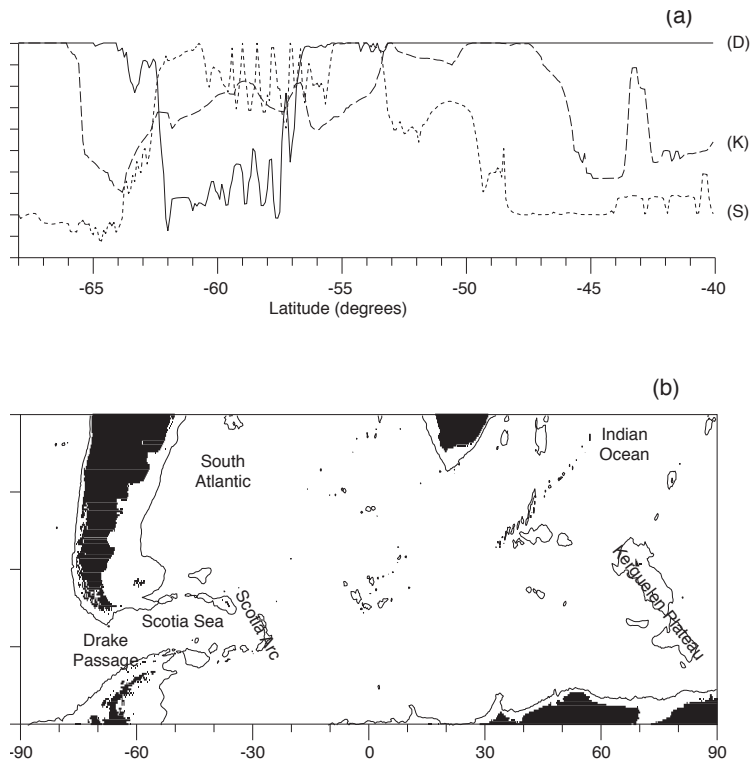 (a)
(D)
(K)
(S)
-65
-60
-55
-50
-45
-40
Latitude (degrees)
(b)
South
Atlantic
Indian
Ocean
Kerguelen Plateau
Scotia Sea
Scotia Arc
Drake
Passage
-90
-60
-30
0
30
60
90